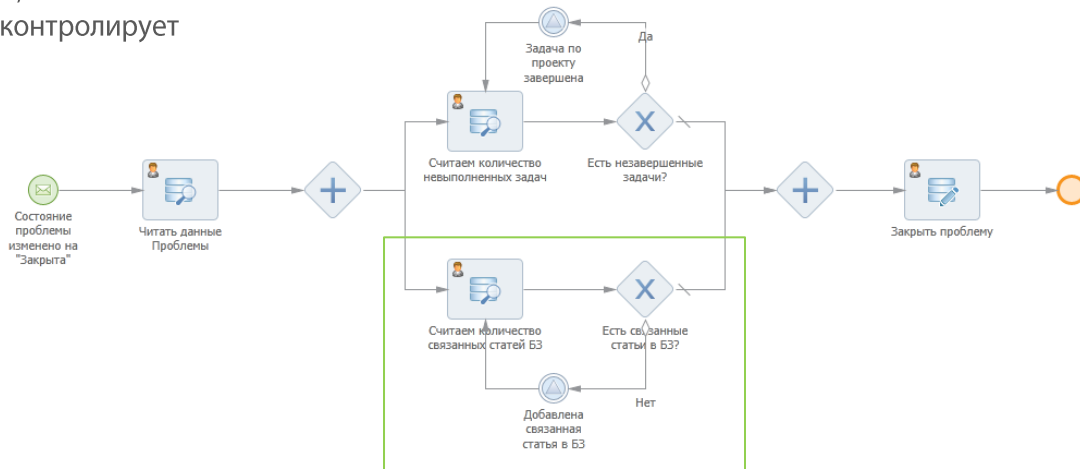 контролирует
Да
Задача по
проекту
завершена
Считаем количество
невыполненных задач
Есть незавершенные
задачи?
Состояние
проблемы
изменено на
"Закрыта"
Читать данные
Проблемы
Закрыть проблему
Считаем количество
связанных статей БЗ
Есть связанные
статьи в БЗ?
Нет
Добавлена
связанная
статья в БЗ